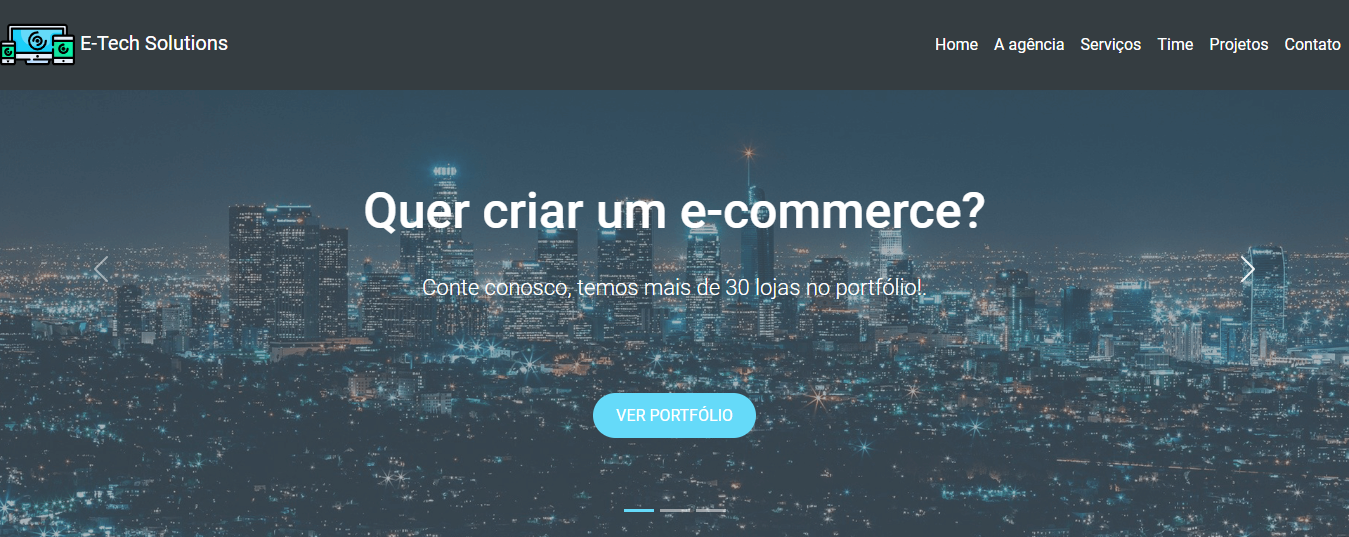 E-Tech Solutions
Home A agência Serviços Time Projetos Contato
Quer criar um e-commerce?
Conte conosco, temos mais de 30 lojas no portfólio!.
VER PORTFÓLIO